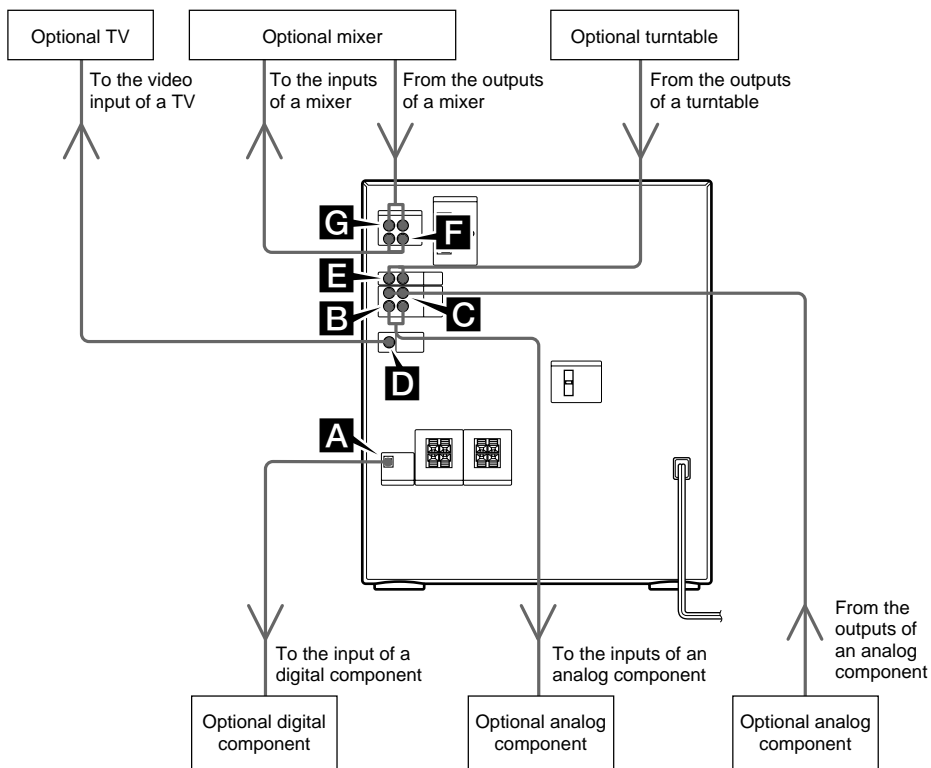 Optional TV
Optional mixer
Optional turntable
To the video
input of a TV
To the inputs
of a mixer
From the outputs
of a mixer
From the outputs
of a turntable
G
F
E
B
C
D
A
To the input of a
digital component
To the inputs of an
analog component
From the
outputs of
an analog
component
Optional digital
component
Optional analog
component
Optional analog
component